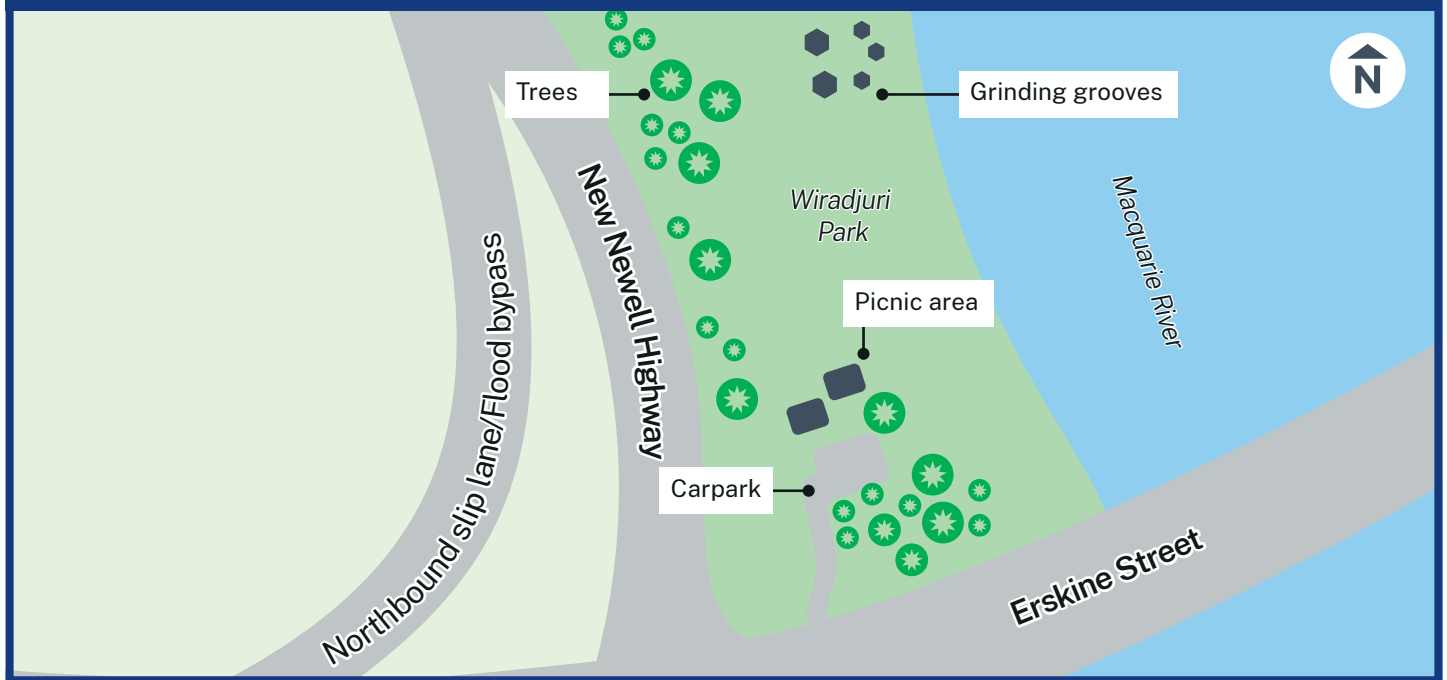 Trees
Grinding grooves
N
New Newell Highway
Wiradjuri
Park
Macquarie River
Northbound slip lane/Flood bypass
Picnic area
Carpark
Erskine Street